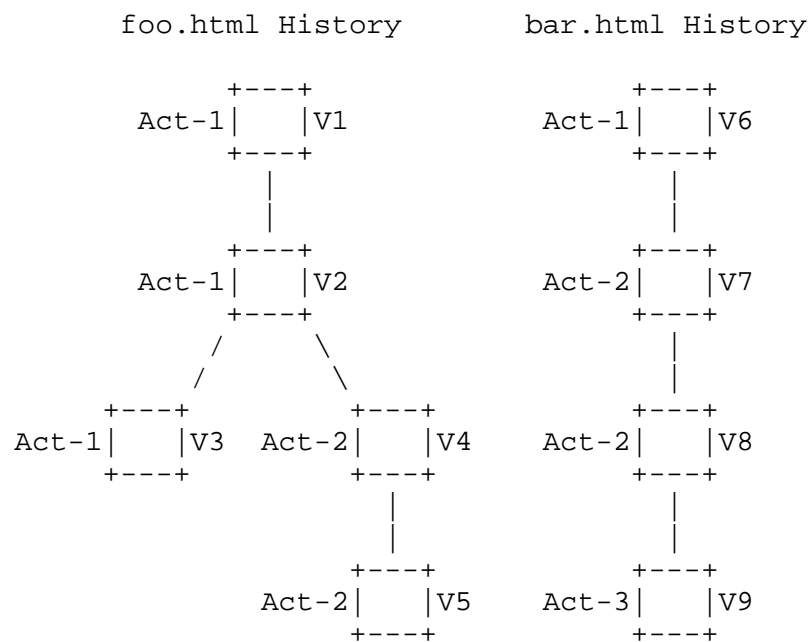 foo.html History bar.html History
+---+ +---+
Act-1| |V1 Act-1| |V6
+---+ +---+
| |
| |
+---+ +---+
Act-1| |V2 Act-2| |V7
+---+ +---+
/ \ |
/ \ |
+---+ +---+ +---+
Act-1| |V3 Act-2| |V4 Act-2| |V8
+---+ +---+ +---+
| |
| |
+---+ +---+
Act-2| |V5 Act-3| |V9
+---+ +---+